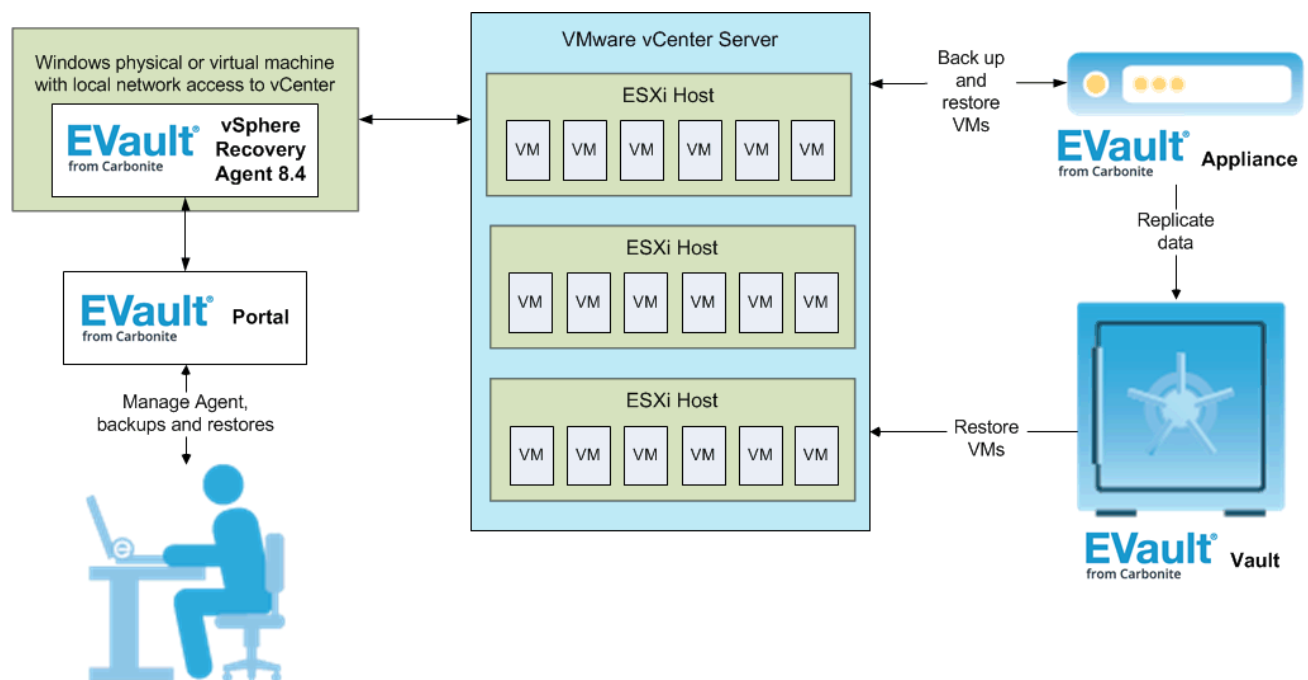 Windows physical or virtual machine
with local network access to vCenter
EVault®
from Carbonite
vSphere
Recovery
Agent 8.4
EVault®
from Carbonite
Portal
Manage Agent,
backups and restores
VMware vCenter Server
ESXi Host
VM VM VM VM VM VM
ESXi Host
VM VM VM VM VM VM
ESXi Host
VM VM VM VM VM VM
Back up
and
restore
VMs
EVault®
from Carbonite
Appliance
Replicate
data
Restore
VMs
EVault®
from Carbonite
Vault